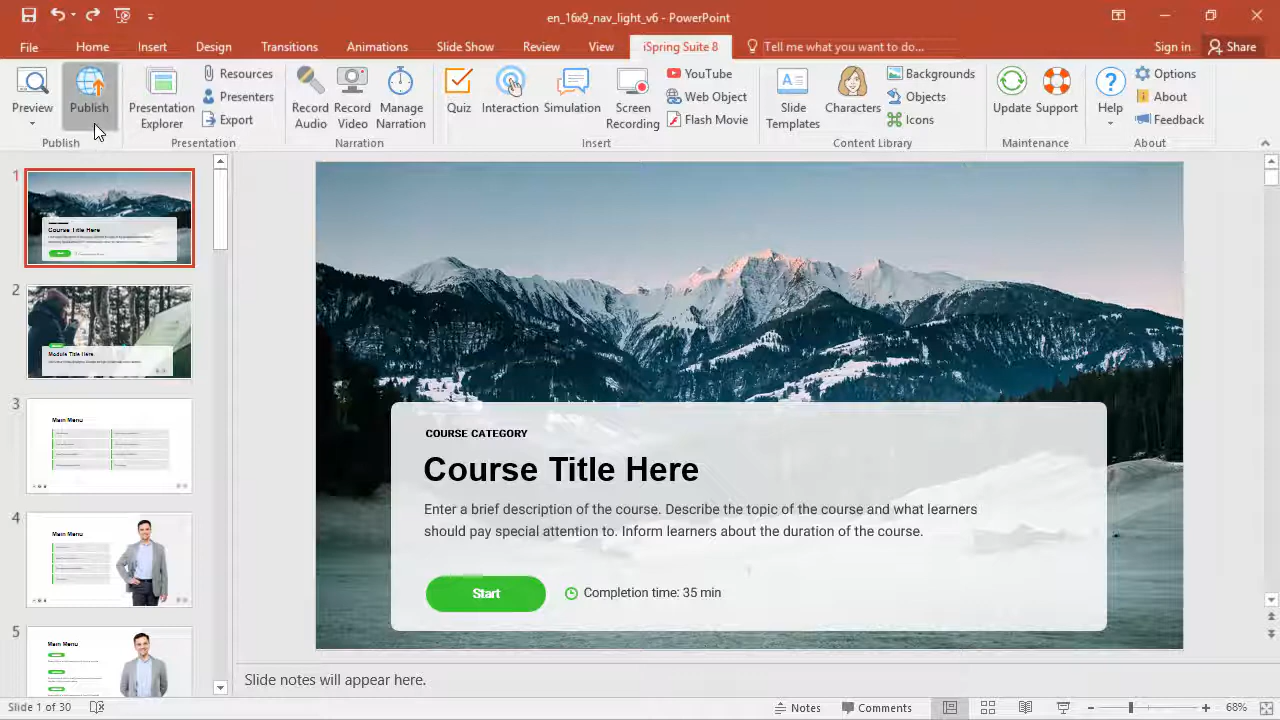 en_16x9_nav_light_v6 - PowerPoint
File Home Insert Design Transitions Animations Slide Show Review View iSpring Suite 8 Tell me what you want to do... Sign in Share
Preview
Publish
Publish
Presentation Explorer
Resources
Presenters
Export
Presentation
Record Audio
Record Video
Manage Narration
Narration
Quiz
Interaction
Simulation
Screen Recording
YouTube
Web Object
Flash Movie
Insert
Slide Templates
Characters
Backgrounds
Objects
Icons
Content Library
Update
Support
Maintenance
Help
Options
About
Feedback
About
1
Course Title Here
2
Module Title Here
3
Main Menu
4
Main Menu
5
Main Menu
COURSE CATEGORY
Course Title Here
Enter a brief description of the course. Describe the topic of the course and what learners
should pay special attention to. Inform learners about the duration of the course.
Start
Completion time: 35 min
Slide notes will appear here.
Slide 1 of 30
Notes
Comments
68%